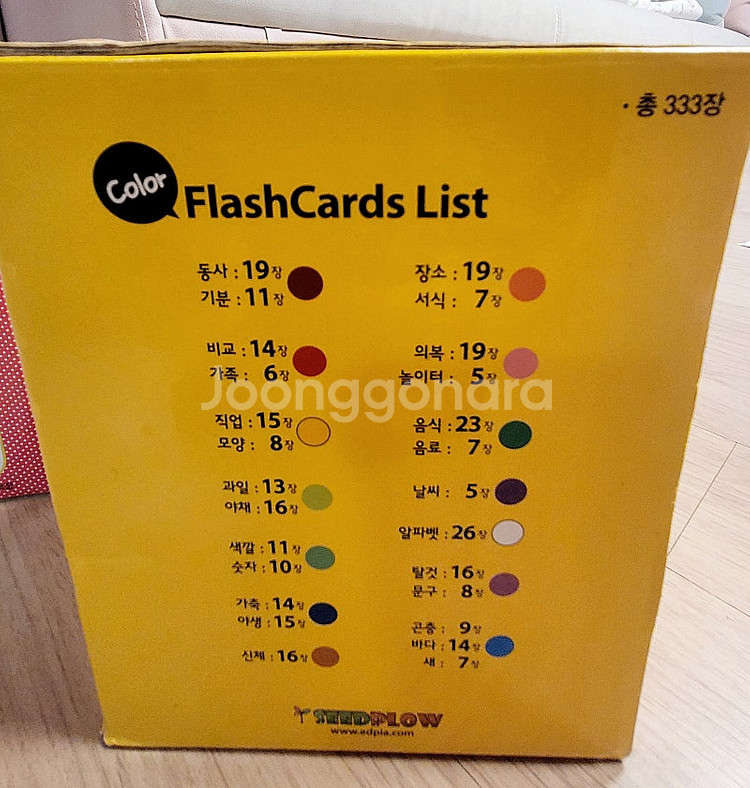 · 총 333장
Color
FlashCards List
동사 : 19장
기분 : 11장
비교 : 14장
가족 : 6장
직업 : 15장
모양 : 8장
과일 : 13장
야채 : 16장
색깔 : 11장
숫자 : 10장
가축 : 14장
야생 : 15장
신체 : 16장
장소 : 19장
서식 : 7장
의복 : 19장
놀이터 : 5장
음식 : 23장
음료 : 7장
날씨 : 5장
알파벳 : 26장
탈것 : 16장
문구 : 8장
곤충 : 9장
바다 : 14장
새 : 7장
Joonggonara
SEEDPLOW
www.edpia.com